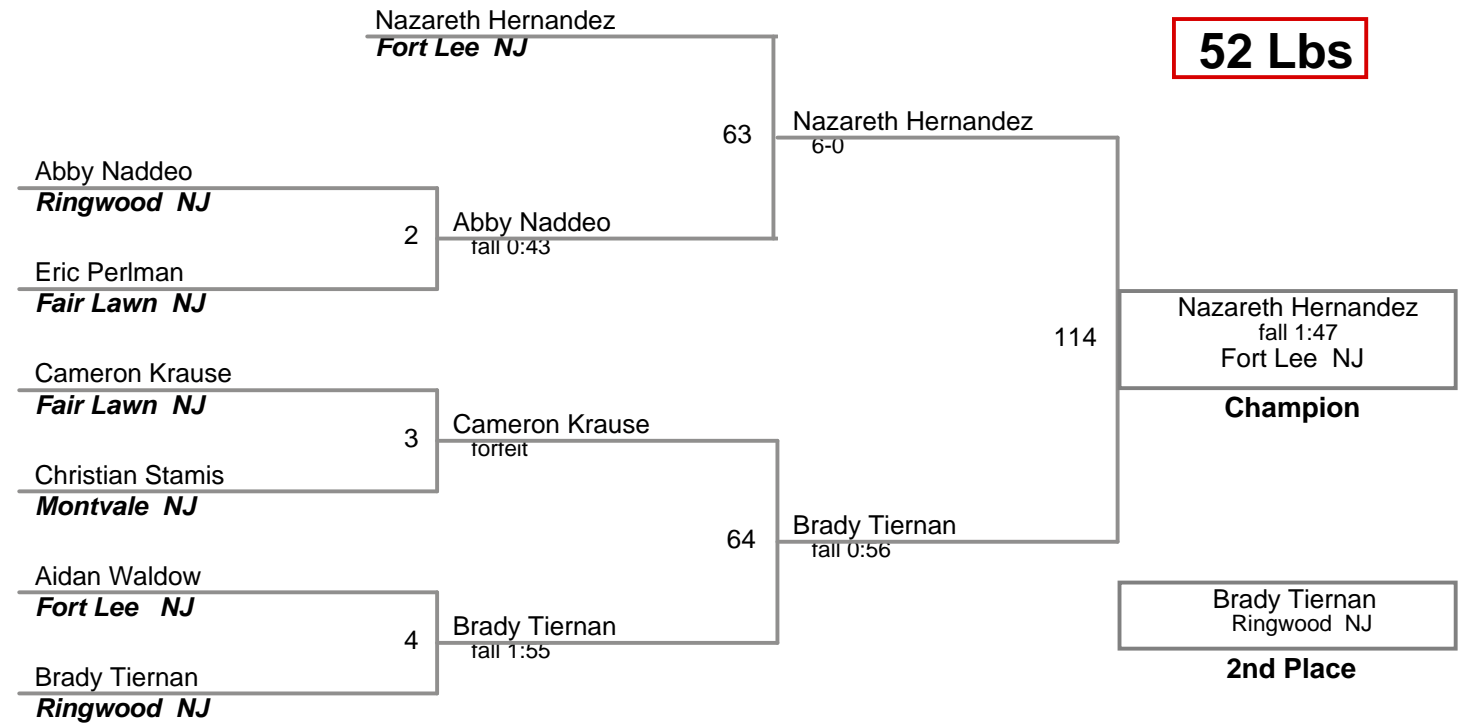 Nazareth Hernandez
Fort Lee  NJ
52 Lbs
63
Nazareth Hernandez
6-0
Abby Naddeo
Ringwood  NJ
2
Abby Naddeo
fall 0:43
Eric Perlman
Fair Lawn  NJ
114
Nazareth Hernandez
fall 1:47
Fort Lee  NJ
Champion
Cameron Krause
Fair Lawn  NJ
3
Cameron Krause
forfeit
Christian Stamis
Montvale  NJ
64
Brady Tiernan
fall 0:56
Aidan Waldow
Fort Lee   NJ
4
Brady Tiernan
fall 1:55
Brady Tiernan
Ringwood  NJ
Brady Tiernan
Ringwood  NJ
2nd Place